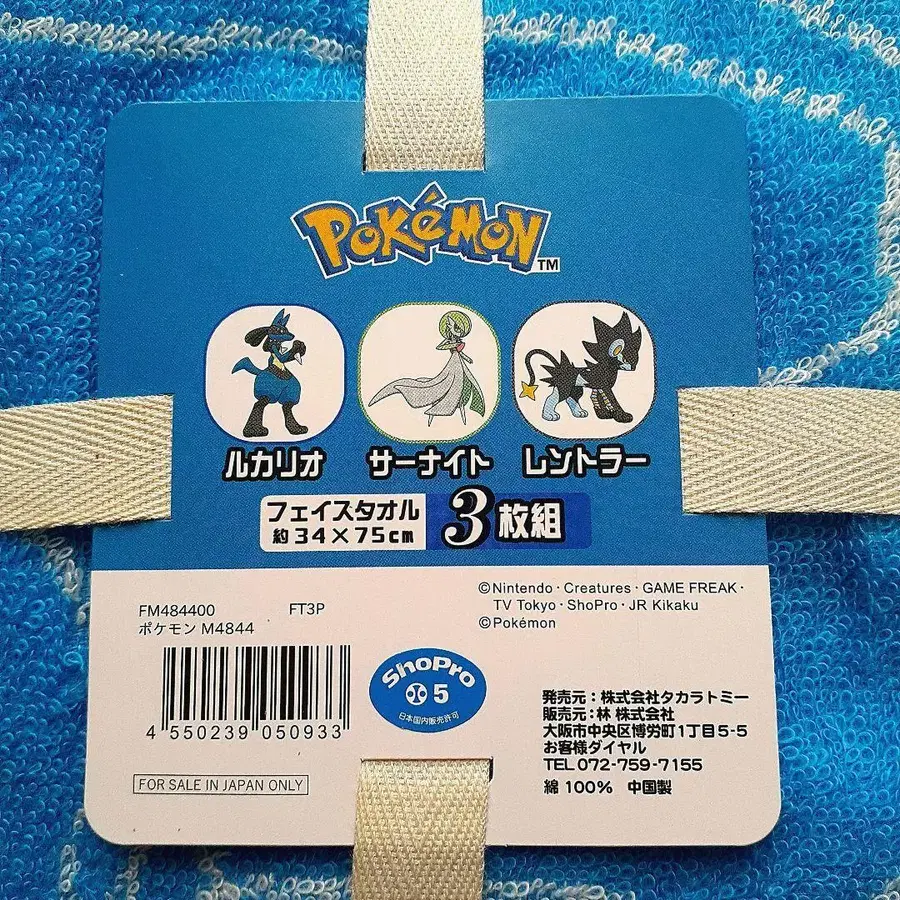 POKéMON TM
ルカリオ サーナイト レントラー
フェイスタオル 3枚組
約34×75cm
©Nintendo・Creatures・GAME FREAK・
TV Tokyo・ShoPro・JR Kikaku
©Pokémon
FM484400 FT3P
ポケモン M4844
4 550239 050933
ShoPro
5
日本国内販売許可
FOR SALE IN JAPAN ONLY
発売元：株式会社タカラトミー
販売元：林 株式会社
大阪市中央区博労町1丁目5-5
お客様ダイヤル
TEL 072-759-7155
綿 100% 中国製